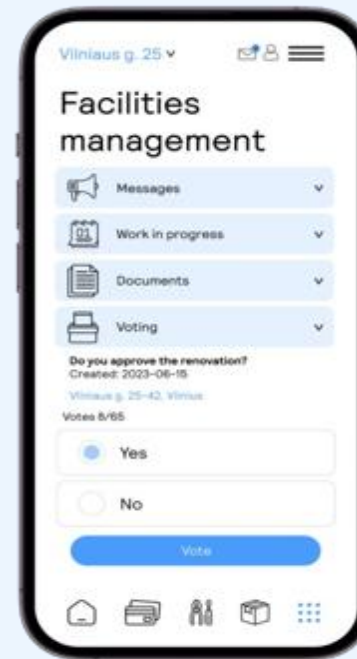 Vilniaus g. 25
Facilities
management
Messages
01
Work in progress
Documents
Voting
Do you approve the renovation?
Created: 2023-06-15
Vilniaus g. 25-42, Vilnius
Votes 8/65
Yes
No
Vote